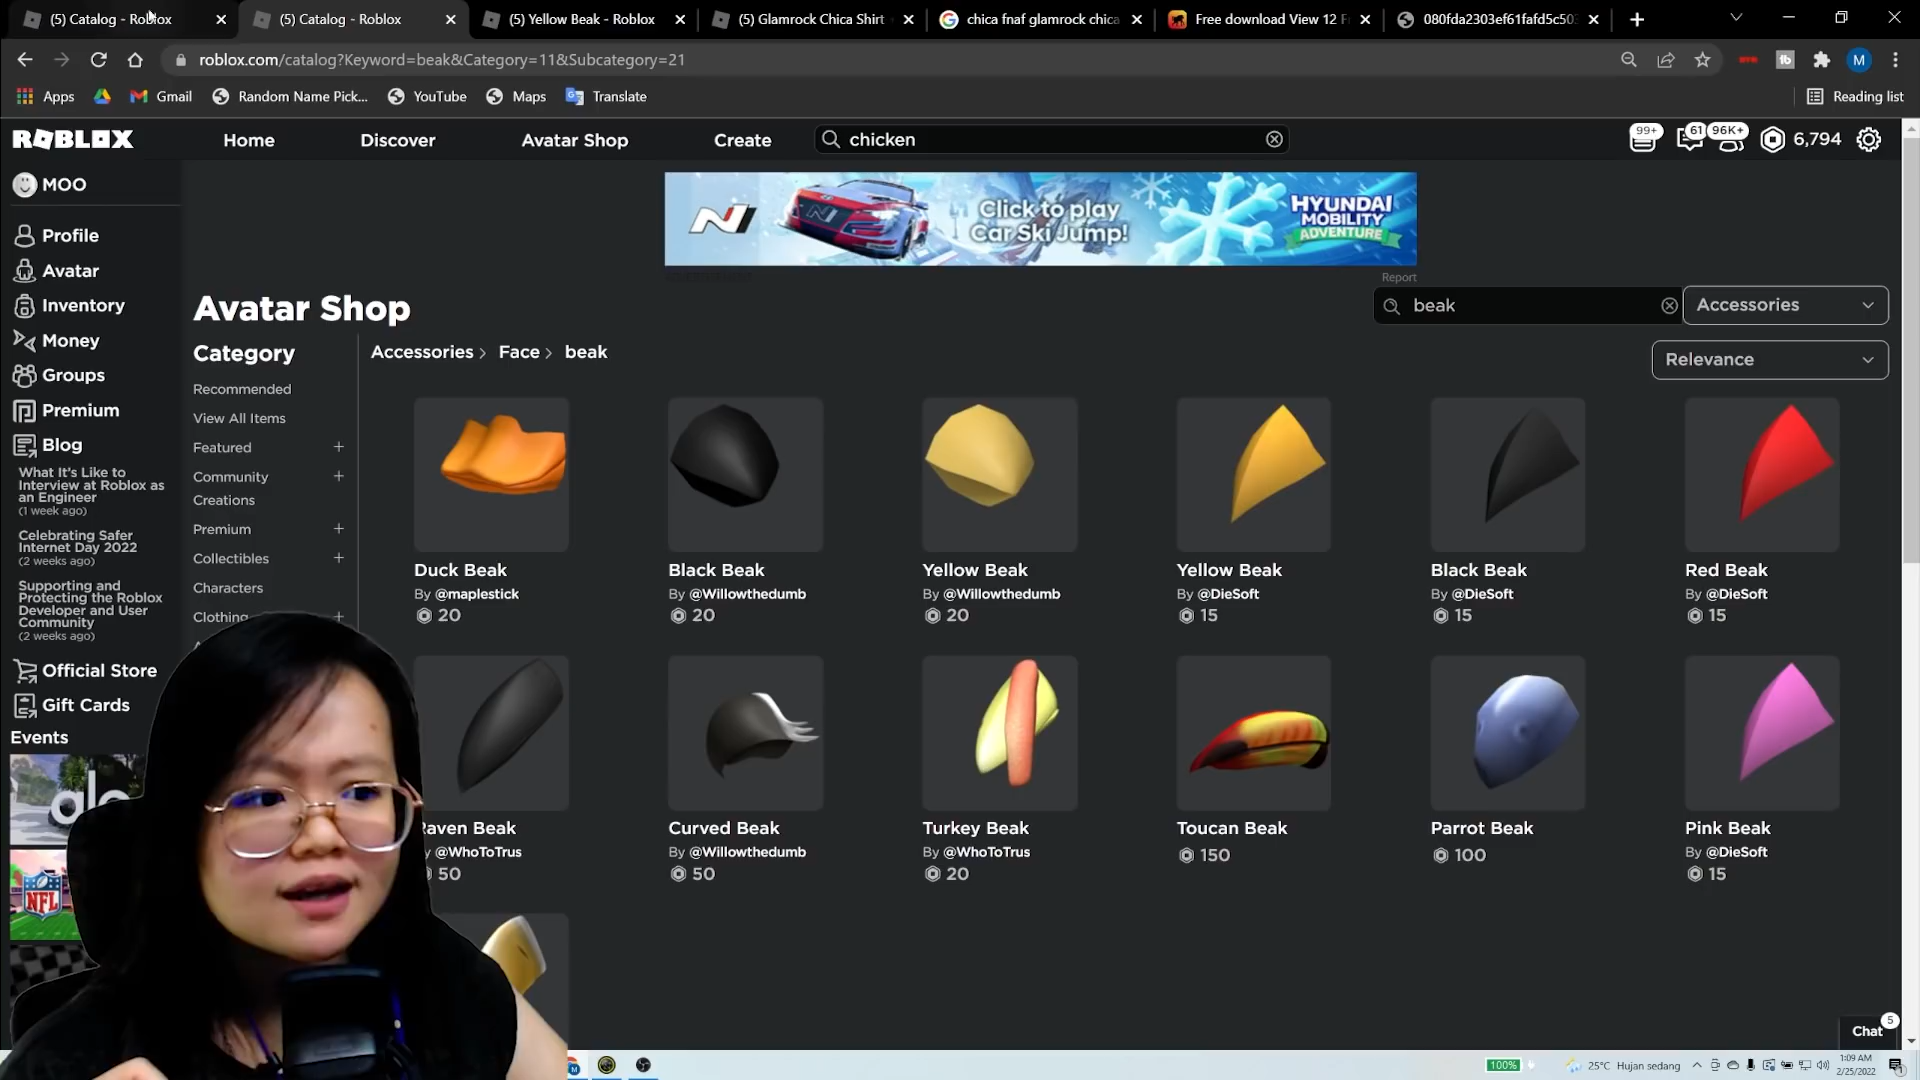 (5) Catalog - Roblox
(5) Catalog - Roblox
(5) Yellow Beak - Roblox
(5) Glamrock Chica Shirt
chica fnaf glamrock chica
Free download View 12 F
080fda2303ef61fafd5c503
roblox.com/catalog?Keyword=beak&Category=11&Subcategory=21
M
Apps
Gmail
Random Name Pick...
YouTube
Maps
Translate
Reading list
ROBLOX
Home
Discover
Avatar Shop
Create
chicken
99+
61
96K+
6,794
MOO
Profile
Avatar
Inventory
Money
Groups
Premium
Blog
What It's Like to
Interview at Roblox as
an Engineer
(1 week ago)
Celebrating Safer
Internet Day 2022
(2 weeks ago)
Supporting and
Protecting the Roblox
Developer and User
Community
(2 weeks ago)
Official Store
Gift Cards
Events
NFL
N
Click to play
Car Ski Jump!
HYUNDAI
MOBILITY
ADVENTURE
ADVERTISEMENT
Report
Avatar Shop
beak
Accessories
Relevance
Category
Recommended
View All Items
Featured +
Community +
Creations
Premium +
Collectibles +
Characters
Clothing +
Accessories > Face > beak
Duck Beak
By @maplestick
20
Black Beak
By @Willowthedumb
20
Yellow Beak
By @Willowthedumb
20
Yellow Beak
By @DieSoft
15
Black Beak
By @DieSoft
15
Red Beak
By @DieSoft
15
Raven Beak
By @WhoToTrus
50
Curved Beak
By @Willowthedumb
50
Turkey Beak
By @WhoToTrus
20
Toucan Beak
150
Parrot Beak
100
Pink Beak
By @DieSoft
15
Chat
5
100%
25°C Hujan sedang
1:09 AM
2/25/2022